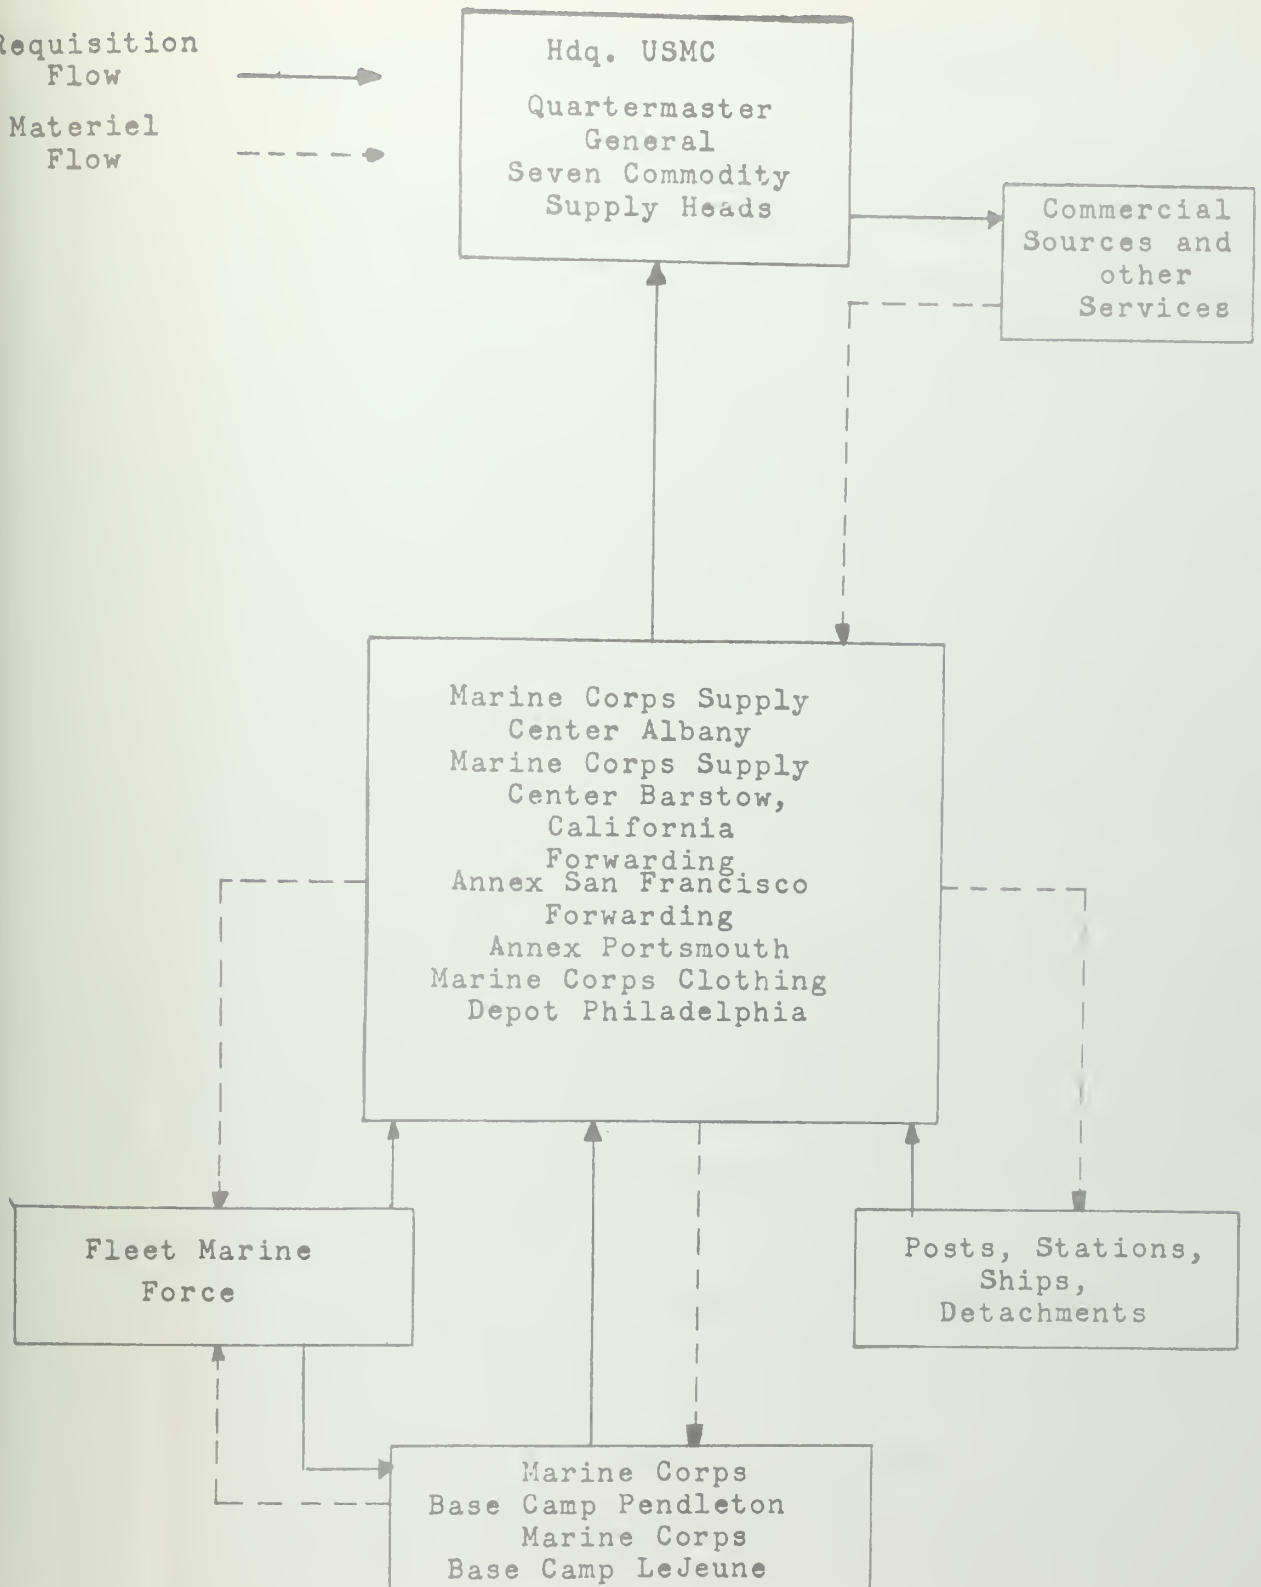 Requisition
Flow
Materiel
Flow
Hdq. USMC
Quartermaster
General
Seven Commodity
Supply Heads
Commercial
Sources and
other
Services
Marine Corps Supply
Center Albany
Marine Corps Supply
Center Barstow,
California
Forwarding
Annex San Francisco
Forwarding
Annex Portsmouth
Marine Corps Clothing
Depot Philadelphia
Fleet Marine
Force
Posts, Stations,
Ships,
Detachments
Marine Corps
Base Camp Pendleton
Marine Corps
Base Camp LeJeune